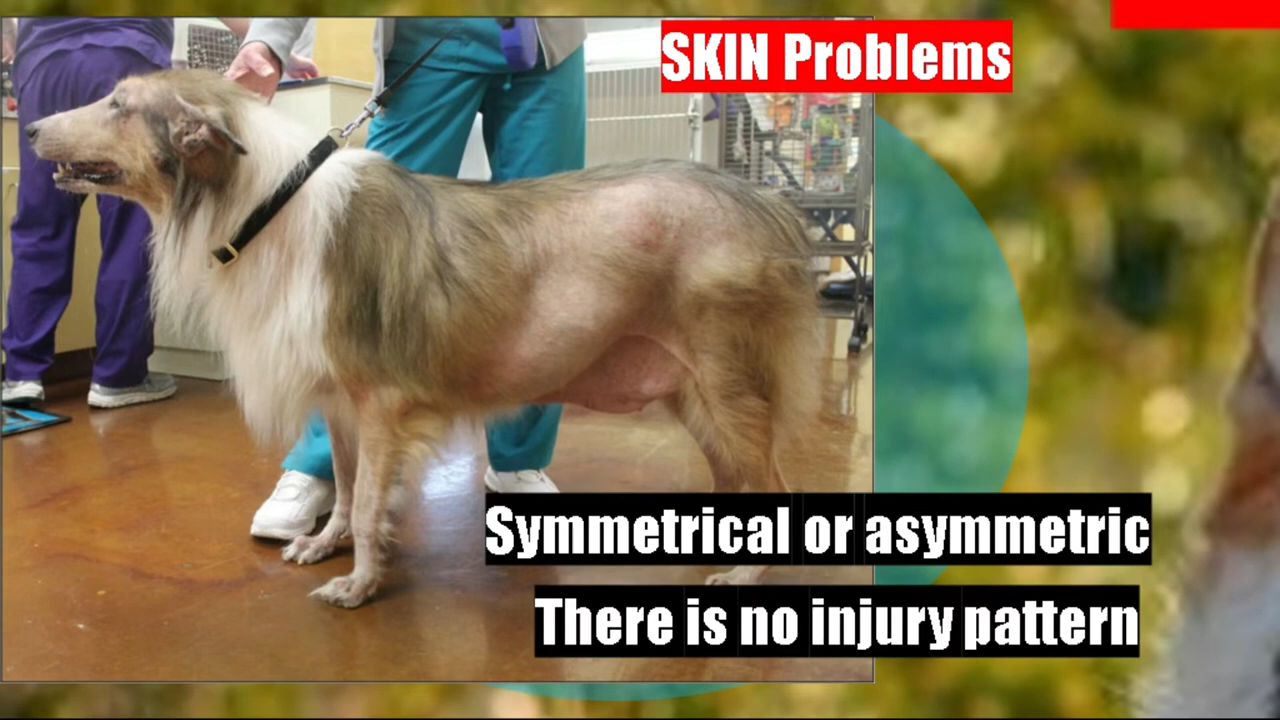 SKIN Problems
Symmetrical or asymmetric
There is no injury pattern